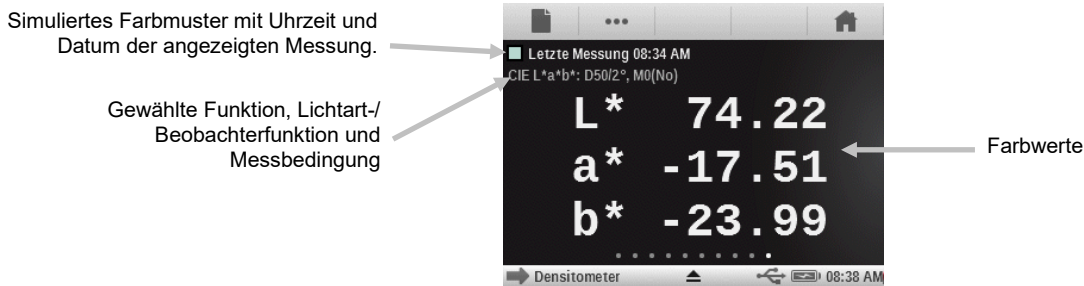 Simuliertes Farbmuster mit Uhrzeit und
Datum der angezeigten Messung.
Gewählte Funktion, Lichtart-/
Beobachterfunktion und
Messbedingung
Letzte Messung 08:34 AM
CIE L*a*b*: D50/2°, M0(No)
L* 74.22
a* -17.51
b* -23.99
Densitometer 08:38 AM
Farbwerte